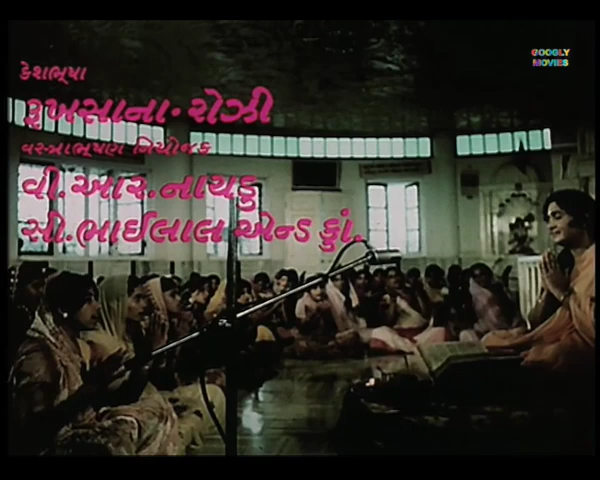 કેશભૂષા
રૂખસાના • રોઝી
વસ્ત્રાભૂષણ નિયોજક
વી. આર. નાયડુ
સી. ભાઈલાલ એન્ડ કું.
GOOGLY
MOVIES